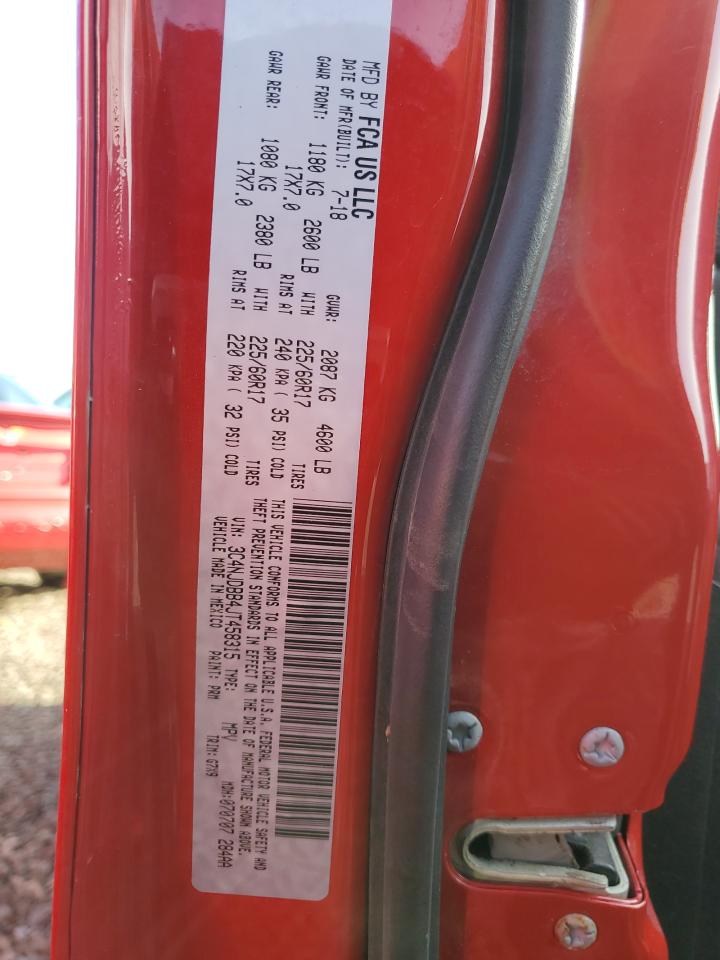 MFD BY FCA US LLC
DATE OF MFR(BUILT): 7-18 GVWR: 2087 KG 4600 LB
GAWR FRONT: 1180 KG 2600 LB WITH 225/60R17 TIRES
17X7.0 RIMS AT 240 KPA ( 35 PSI) COLD
GAWR REAR: 1080 KG 2380 LB WITH 225/60R17 TIRES
17X7.0 RIMS AT 220 KPA ( 32 PSI) COLD
THIS VEHICLE CONFORMS TO ALL APPLICABLE U.S.A. FEDERAL MOTOR VEHICLE SAFETY AND
THEFT PREVENTION STANDARDS IN EFFECT ON THE DATE OF MANUFACTURE SHOWN ABOVE.
VIN: 3C4NJDBB4JT458315 TYPE: MPV MDH:070707 284AA
VEHICLE MADE IN MEXICO PAINT: PRM TRIM: G7X9